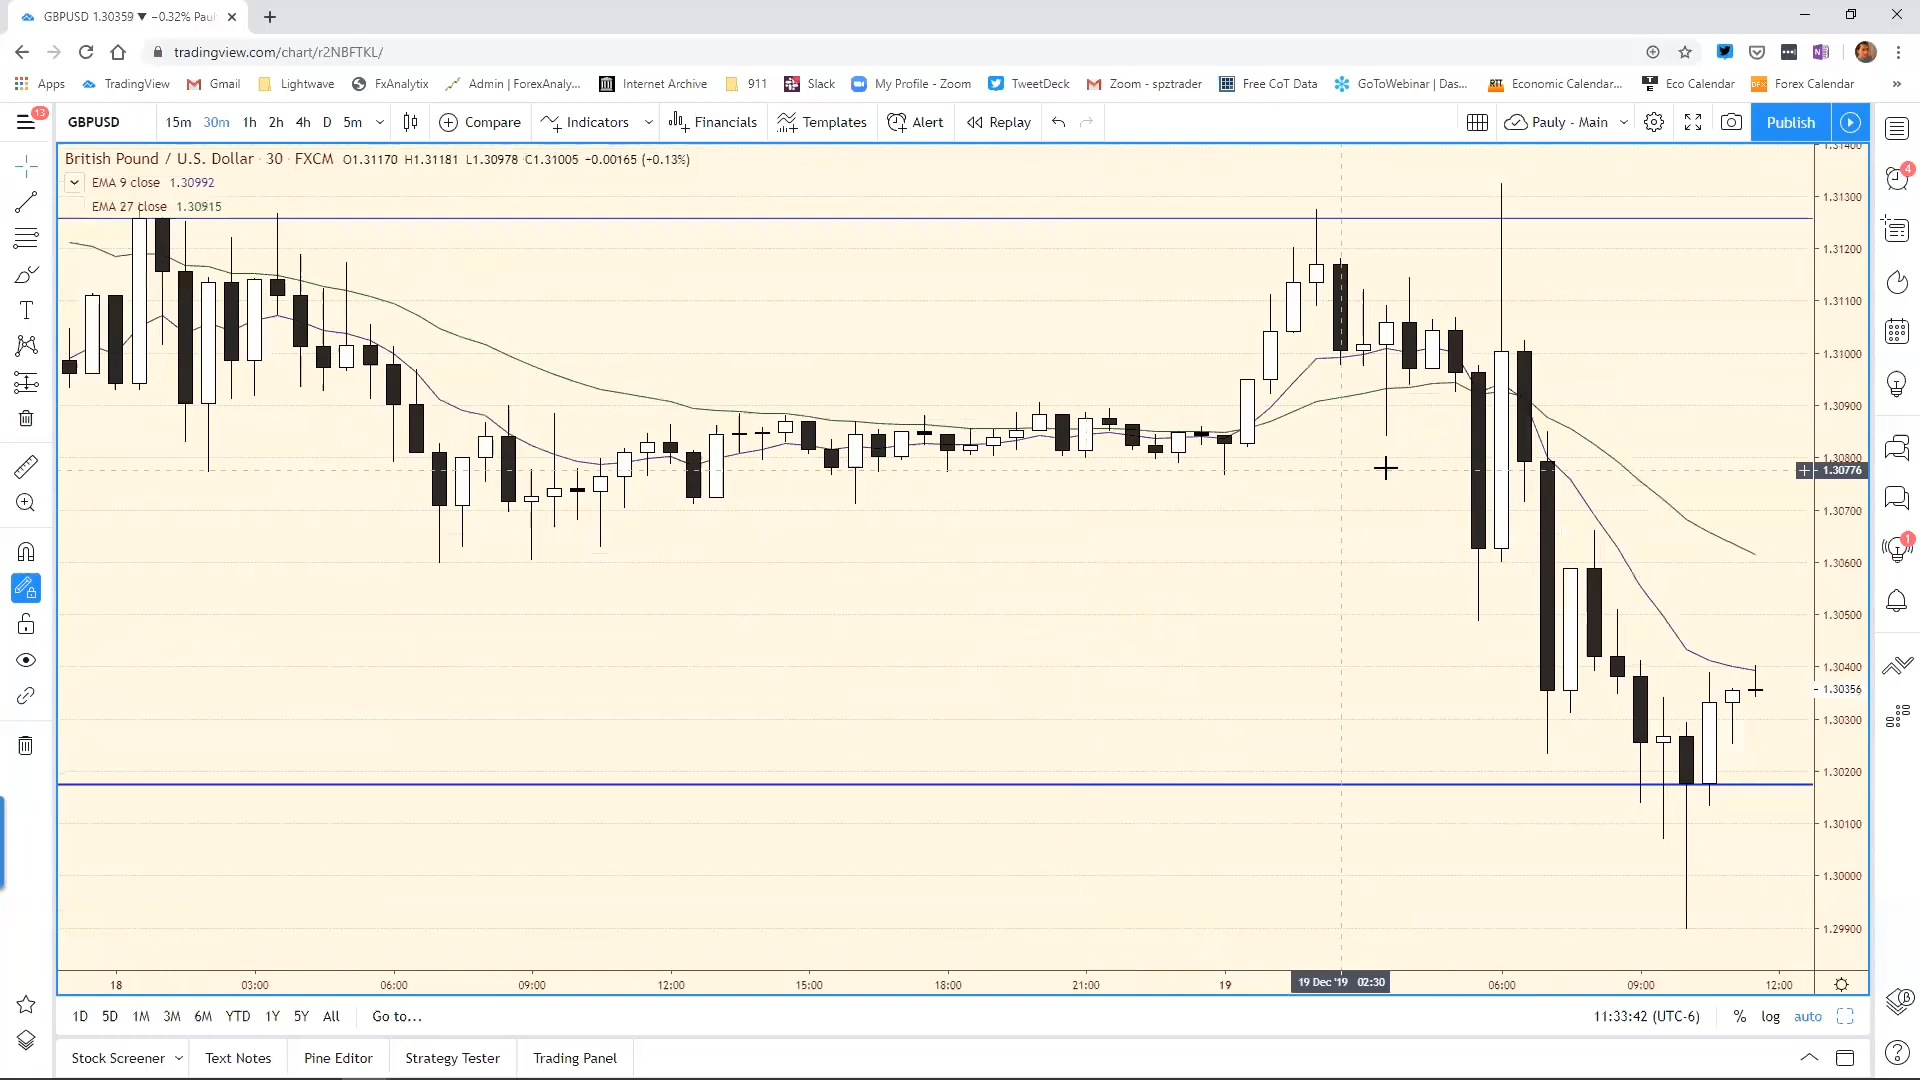 GBPUSD 1.30359 ▼ −0.32% Paul
tradingview.com/chart/r2NBFTKL/
Apps TradingView Gmail Lightwave FxAnalytix Admin | ForexAnaly... Internet Archive 911 Slack My Profile - Zoom TweetDeck Zoom - spztrader Free CoT Data GoToWebinar | Das... RTT Economic Calendar... Eco Calendar Forex Calendar »
13 GBPUSD 15m 30m 1h 2h 4h D 5m Compare Indicators Financials Templates Alert Replay Pauly - Main Publish
British Pound / U.S. Dollar · 30 · FXCM O1.31170 H1.31181 L1.30978 C1.31005 −0.00165 (+0.13%)
EMA 9 close 1.30992
EMA 27 close 1.30915
1.31400
1.31300
1.31200
1.31100
1.31000
1.30900
1.30800
1.30776
1.30700
1.30600
1.30500
1.30400
1.30356
1.30300
1.30200
1.30100
1.30000
1.29900
4
1
18 03:00 06:00 09:00 12:00 15:00 18:00 21:00 19 19 Dec '19 02:30 06:00 09:00 12:00
1D 5D 1M 3M 6M YTD 1Y 5Y All Go to... 11:33:42 (UTC-6) % log auto
Stock Screener Text Notes Pine Editor Strategy Tester Trading Panel